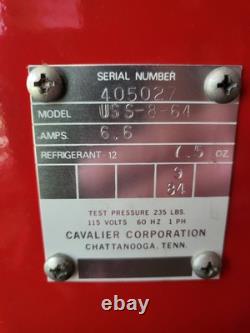 SERIAL NUMBER
405027
MODEL USS-8-64
AMPS. 6.6
REFRIGERANT-12 7.5 OZ.
9
84
TEST PRESSURE 235 LBS.
115 VOLTS 60 HZ 1 PH
CAVALIER CORPORATION
CHATTANOOGA, TENN.
ebay